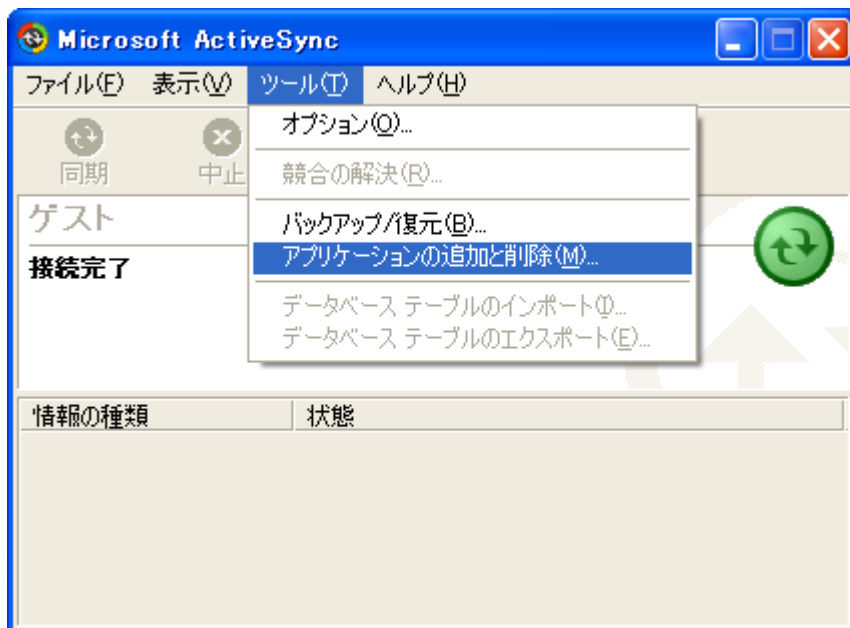 Microsoft ActiveSync
ファイル(F) 表示(V) ツール(T) ヘルプ(H)
同期 中止
オプション(O)...
競合の解決(R)...
バックアップ/復元(B)...
アプリケーションの追加と削除(M)...
データベース テーブルのインポート(I)...
データベース テーブルのエクスポート(E)...
ゲスト
接続完了
情報の種類 状態